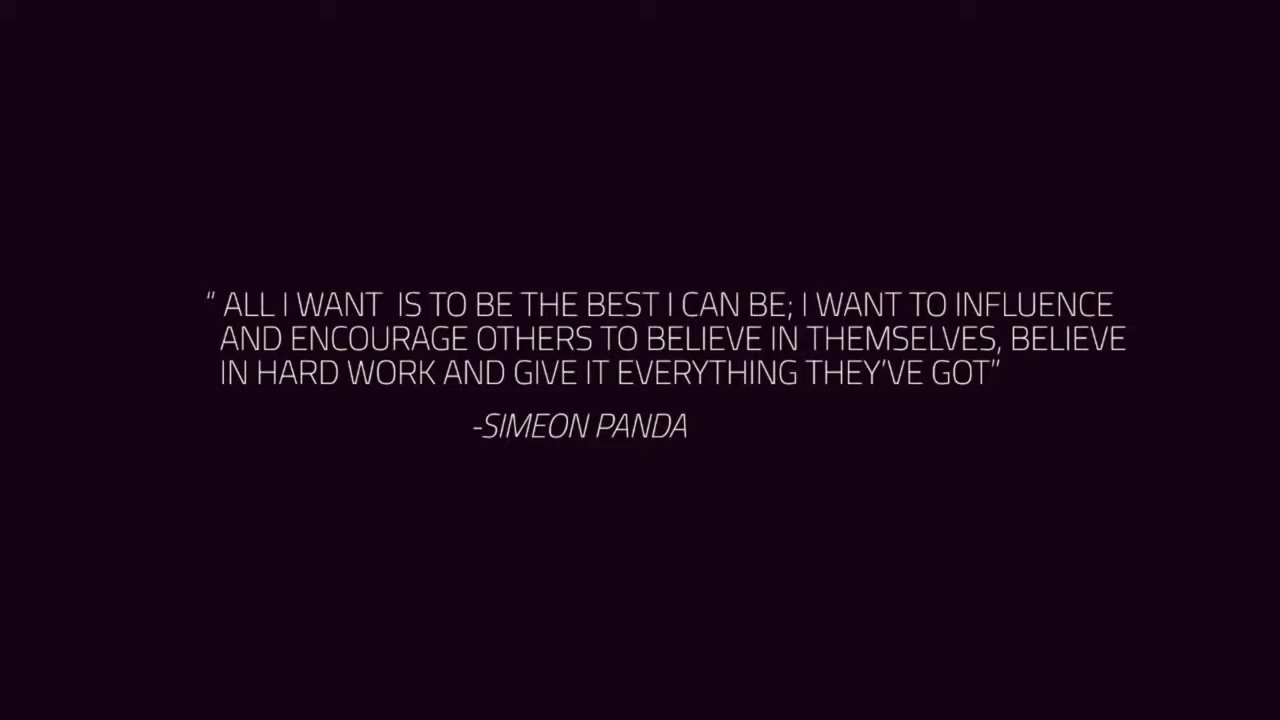 “ ALL I WANT  IS TO BE THE BEST I CAN BE; I WANT TO INFLUENCE
AND ENCOURAGE OTHERS TO BELIEVE IN THEMSELVES, BELIEVE
IN HARD WORK AND GIVE IT EVERYTHING THEY’VE GOT”
-SIMEON PANDA